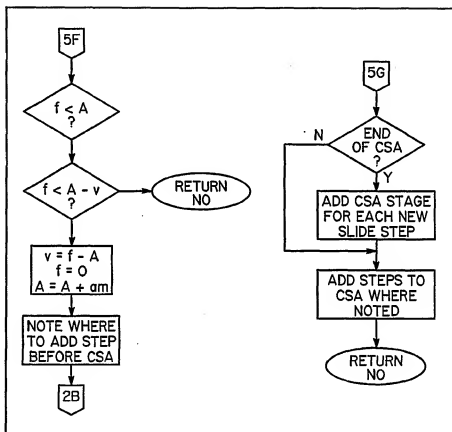 5F
f < A
?
f < A - v
?
RETURN
NO
v = f - A
f = 0
A = A + am
NOTE WHERE
TO ADD STEP
BEFORE CSA
2B
5G
N
END
OF CSA
?
Y
ADD CSA STAGE
FOR EACH NEW
SLIDE STEP
ADD STEPS TO
CSA WHERE
NOTED
RETURN
NO